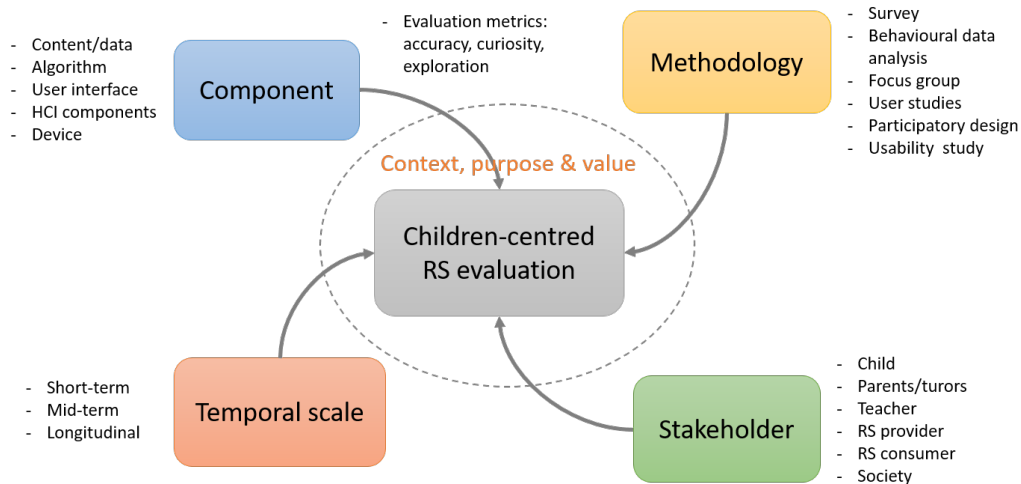 - Content/data
- Algorithm
- User interface
- HCI components
- Device
Component
- Evaluation metrics:
accuracy, curiosity,
exploration
Methodology
- Survey
- Behavioural data
analysis
- Focus group
- User studies
- Participatory design
- Usability study
Context, purpose & value
Children-centred
RS evaluation
- Short-term
- Mid-term
- Longitudinal
Temporal scale
Stakeholder
- Child
- Parents/turors
- Teacher
- RS provider
- RS consumer
- Society